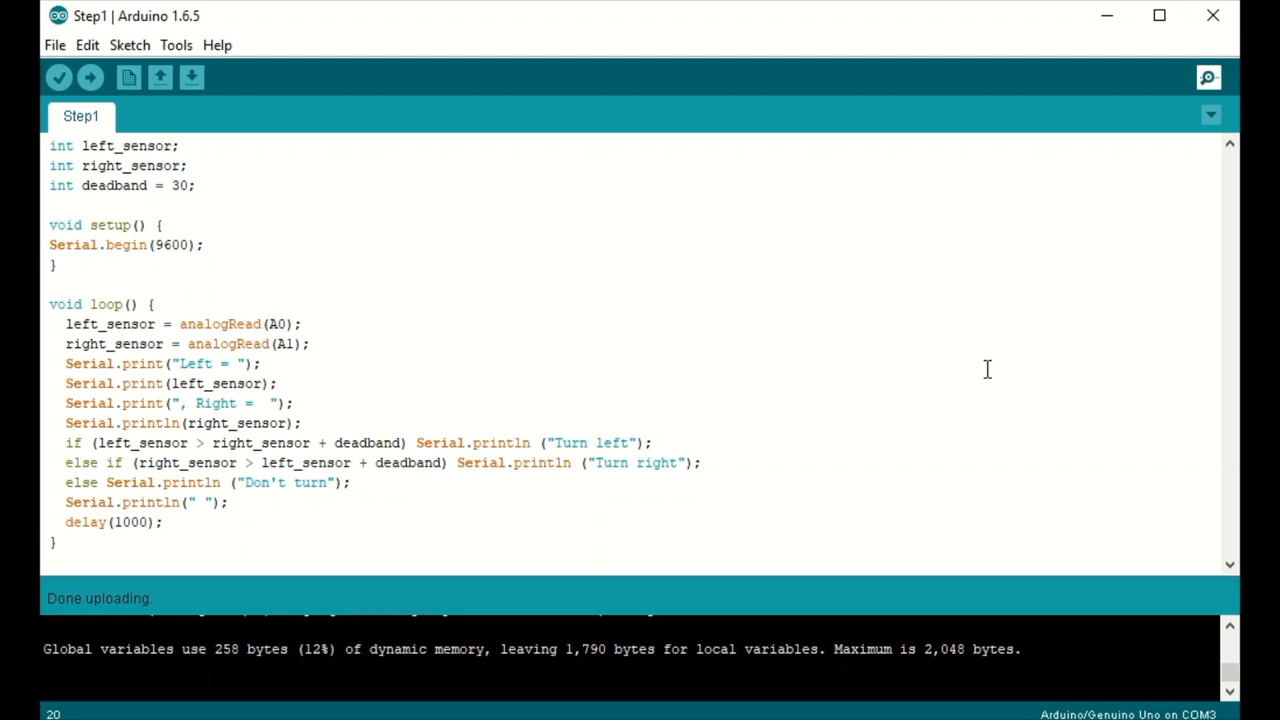 Step1 | Arduino 1.6.5
File Edit Sketch Tools Help
Step1
int left_sensor;
int right_sensor;
int deadband = 30;
void setup() {
Serial.begin(9600);
}
void loop() {
left_sensor = analogRead(A0);
right_sensor = analogRead(A1);
Serial.print("Left = ");
Serial.print(left_sensor);
Serial.print(", Right =  ");
Serial.println(right_sensor);
if (left_sensor > right_sensor + deadband) Serial.println ("Turn left");
else if (right_sensor > left_sensor + deadband) Serial.println ("Turn right");
else Serial.println ("Don't turn");
Serial.println(" ");
delay(1000);
}
Done uploading.
Global variables use 258 bytes (12%) of dynamic memory, leaving 1,790 bytes for local variables. Maximum is 2,048 bytes.
20 Arduino/Genuino Uno on COM3